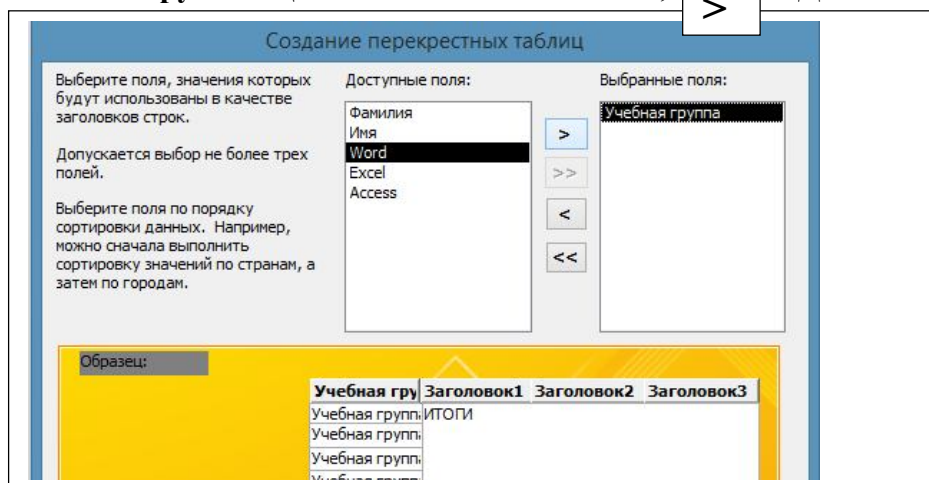 >
Создание перекрестных таблиц
Выберите поля, значения которых
будут использованы в качестве
заголовков строк.
Допускается выбор не более трех
полей.
Выберите поля по порядку
сортировки данных. Например,
можно сначала выполнить
сортировку значений по странам, а
затем по городам.
Доступные поля:
Фамилия
Имя
Word
Excel
Access
>
>>
<
<<
Выбранные поля:
Учебная группа
Образец:
Учебная гру Заголовок1 Заголовок2 Заголовок3
Учебная групп ИТОГИ
Учебная групп
Учебная групп
Учебная групп